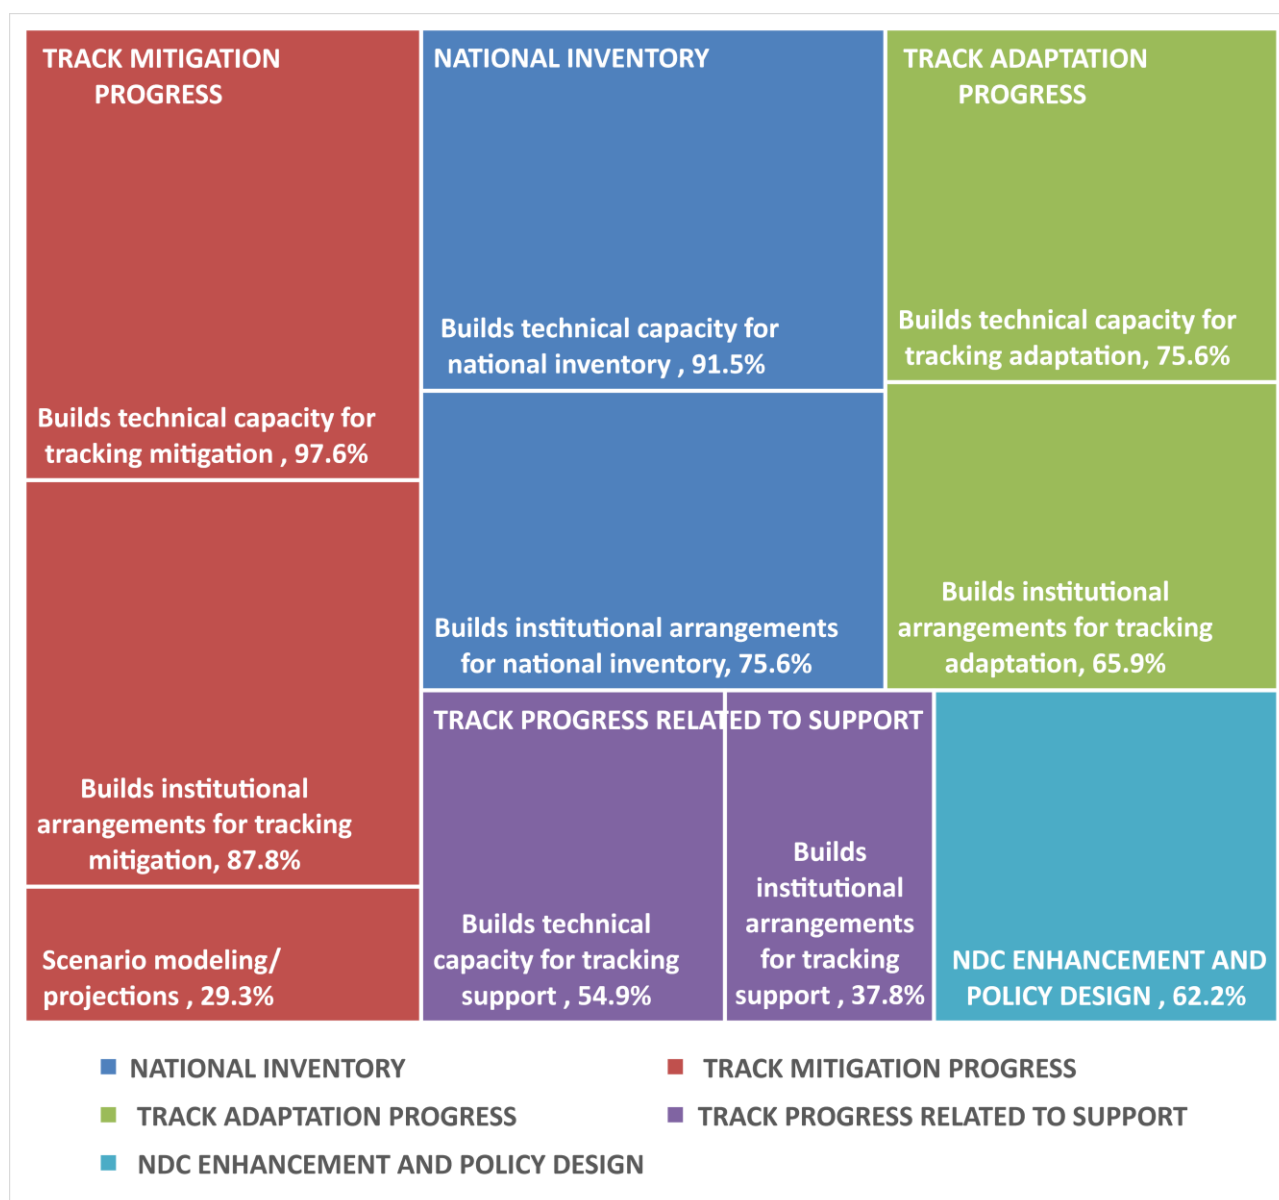 TRACK MITIGATION
PROGRESS
Builds technical capacity for
tracking mitigation , 97.6%
Builds institutional
arrangements for tracking
mitigation, 87.8%
Scenario modeling/
projections , 29.3%
NATIONAL INVENTORY
Builds technical capacity for
national inventory , 91.5%
Builds institutional arrangements
for national inventory, 75.6%
TRACK ADAPTATION
PROGRESS
Builds technical capacity for
tracking adaptation, 75.6%
Builds institutional
arrangements for tracking
adaptation, 65.9%
TRACK PROGRESS RELATED TO SUPPORT
Builds technical
capacity for tracking
support , 54.9%
Builds
institutional
arrangements
for tracking
support , 37.8%
NDC ENHANCEMENT AND
POLICY DESIGN , 62.2%
NATIONAL INVENTORY
TRACK MITIGATION PROGRESS
TRACK ADAPTATION PROGRESS
TRACK PROGRESS RELATED TO SUPPORT
NDC ENHANCEMENT AND POLICY DESIGN